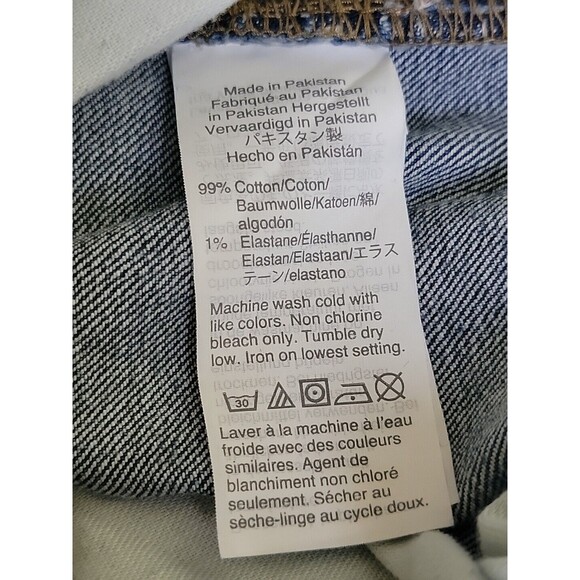 Made in Pakistan
Fabriqué au Pakistan
in Pakistan Hergestellt
Vervaardigd in Pakistan
パキスタン製
Hecho en Pakistán
99% Cotton/Coton/
Baumwolle/Katoen/綿/
algodón
1% Elastane/Élasthanne/
Elastan/Elastaan/エラス
テーン/elastano
Machine wash cold with
like colors. Non chlorine
bleach only. Tumble dry
low. Iron on lowest setting.
30
Laver à la machine à l'eau
froide avec des couleurs
similaires. Agent de
blanchiment non chloré
seulement. Sécher au
sèche-linge au cycle doux.